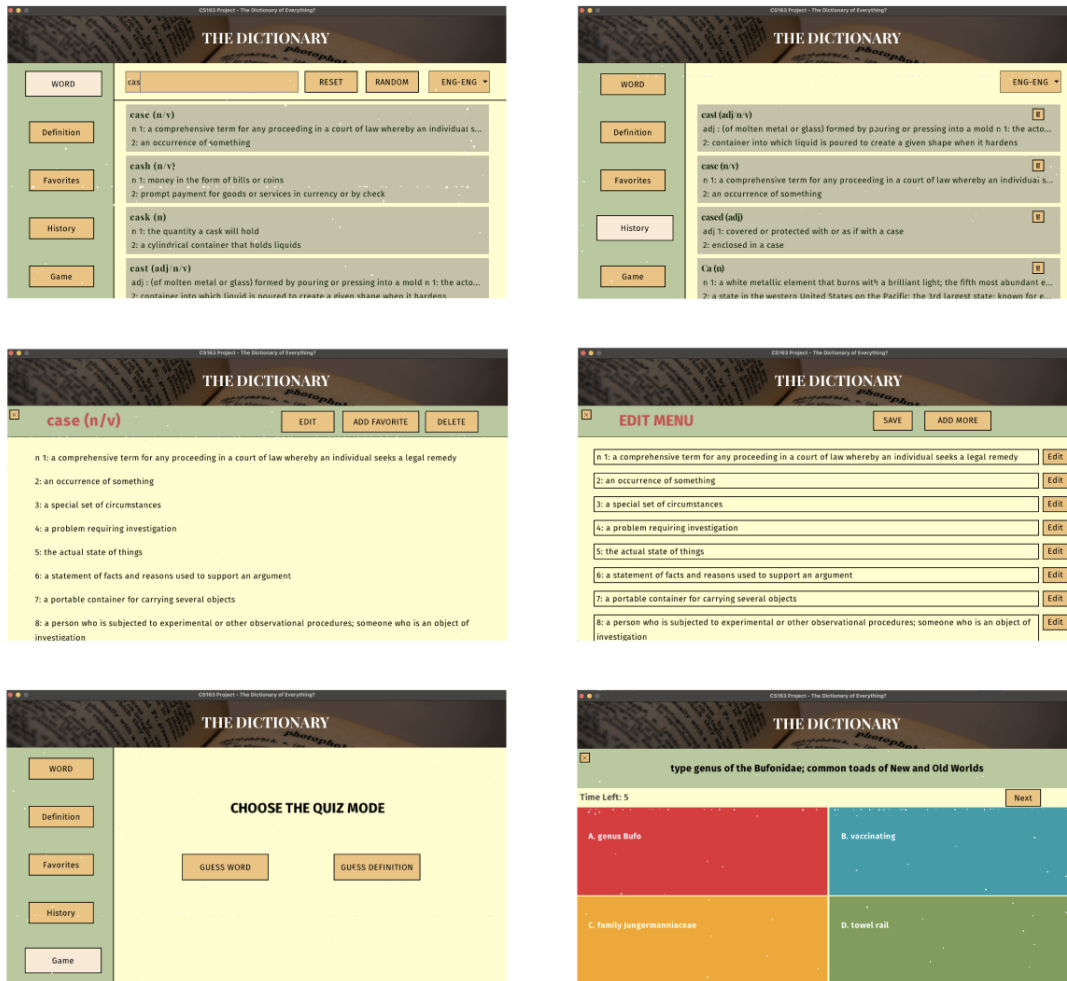 CS163 Project - The Dictionary of Everything?
THE DICTIONARY
WORD
cas
RESET
RANDOM
ENG-ENG
Definition
Favorites
History
Game
case (n/v)
n 1: a comprehensive term for any proceeding in a court of law whereby an individual s...
2: an occurrence of something
cash (n/v)
n 1: money in the form of bills or coins
2: prompt payment for goods or services in currency or by check
cask (n)
n 1: the quantity a cask will hold
2: a cylindrical container that holds liquids
cast (adj/n/v)
adj : (of molten metal or glass) formed by pouring or pressing into a mold n 1: the acto...
2: container into which liquid is poured to create a given shape when it hardens
CS163 Project - The Dictionary of Everything?
THE DICTIONARY
WORD
ENG-ENG
Definition
Favorites
History
Game
cast (adj/n/v)
adj : (of molten metal or glass) formed by pouring or pressing into a mold n 1: the acto...
2: container into which liquid is poured to create a given shape when it hardens
case (n/v)
n 1: a comprehensive term for any proceeding in a court of law whereby an individual s...
2: an occurrence of something
cased (adj)
adj 1: covered or protected with or as if with a case
2: enclosed in a case
Ca (n)
n 1: a white metallic element that burns with a brilliant light; the fifth most abundant e...
2: a state in the western United States on the Pacific; the 3rd largest state; known for e...
CS163 Project - The Dictionary of Everything?
THE DICTIONARY
case (n/v)
EDIT
ADD FAVORITE
DELETE
n 1: a comprehensive term for any proceeding in a court of law whereby an individual seeks a legal remedy
2: an occurrence of something
3: a special set of circumstances
4: a problem requiring investigation
5: the actual state of things
6: a statement of facts and reasons used to support an argument
7: a portable container for carrying several objects
8: a person who is subjected to experimental or other observational procedures; someone who is an object of
investigation
CS163 Project - The Dictionary of Everything?
THE DICTIONARY
EDIT MENU
SAVE
ADD MORE
n 1: a comprehensive term for any proceeding in a court of law whereby an individual seeks a legal remedy
Edit
2: an occurrence of something
Edit
3: a special set of circumstances
Edit
4: a problem requiring investigation
Edit
5: the actual state of things
Edit
6: a statement of facts and reasons used to support an argument
Edit
7: a portable container for carrying several objects
Edit
8: a person who is subjected to experimental or other observational procedures; someone who is an object of
Edit
investigation
CS163 Project - The Dictionary of Everything?
THE DICTIONARY
WORD
Definition
Favorites
History
Game
CHOOSE THE QUIZ MODE
GUESS WORD
GUESS DEFINITION
CS163 Project - The Dictionary of Everything?
THE DICTIONARY
type genus of the Bufonidae; common toads of New and Old Worlds
Time Left: 5
Next
A. genus Bufo
B. vaccinating
C. family Jungermanniaceae
D. towel rail